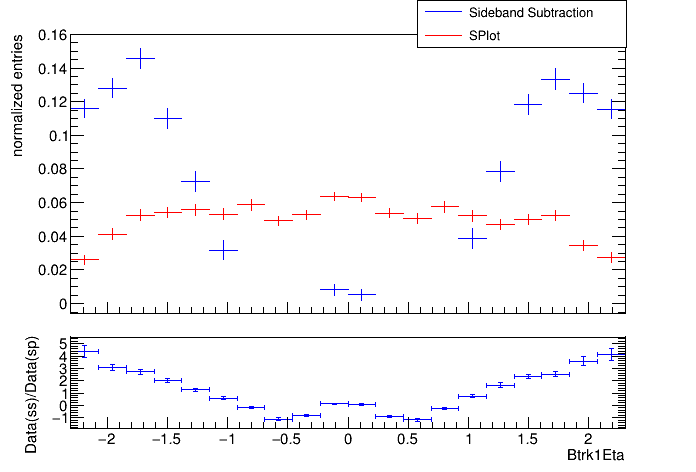 Sideband Subtraction
SPlot
normalized entries
0.16
0.14
0.12
0.1
0.08
0.06
0.04
0.02
0
Data(ss)/Data(sp)
5
4
3
2
1
0
−1
−2 −1.5 −1 −0.5 0 0.5 1 1.5 2
Btrk1Eta